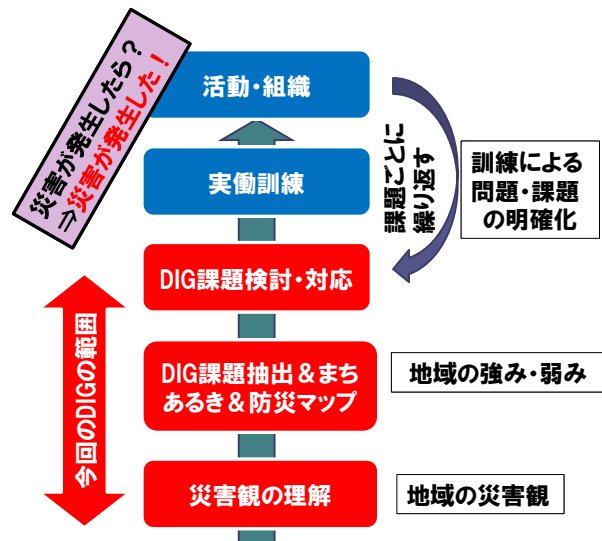 災害が発生したら?
⇒災害が発生した!
活動・組織
実働訓練
課題ごとに
繰り返す
訓練による
問題・課題
の明確化
DIG課題検討・対応
今回のDIGの範囲
DIG課題抽出&まち
あるき&防災マップ
地域の強み・弱み
災害観の理解
地域の災害観